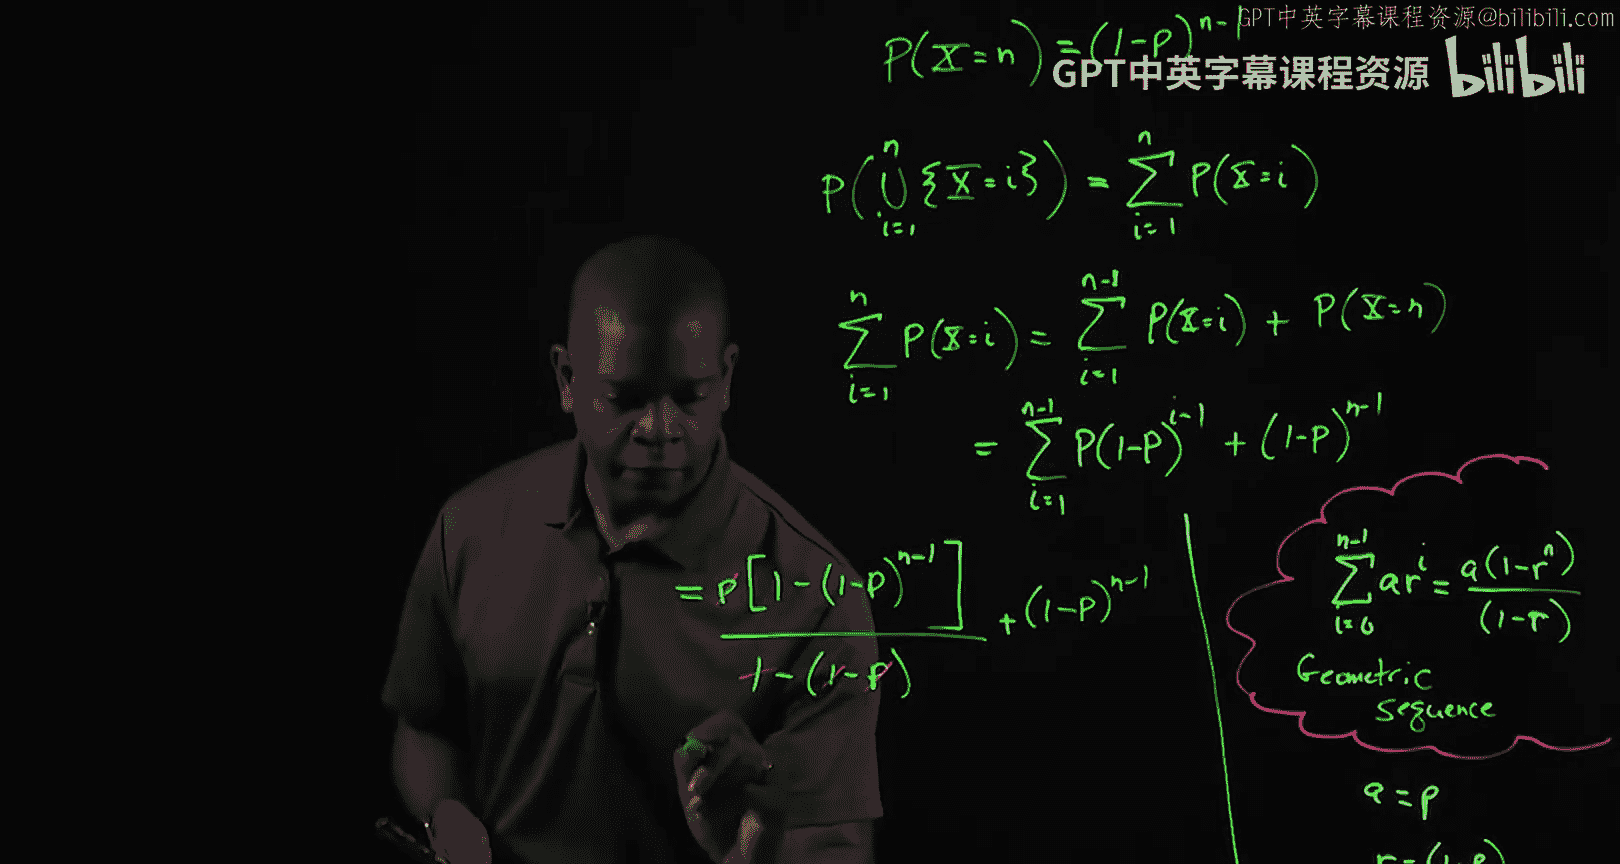 GPT中英字幕课程资源@bilibili.com
P(X=n) = (1-p)^{n-1}
GPT中英字幕课程资源 bilibili
P(⋃_{i=1}^{n} {X=i}) = ∑_{i=1}^{n} P(X=i)
∑_{i=1}^{n} P(X=i) = ∑_{i=1}^{n-1} P(X=i) + P(X=n)
= ∑_{i=1}^{n-1} P(1-P)^{i-1} + (1-P)^{n-1}
= p[1-(1-p)^{n-1}] / 1-(1-p) + (1-p)^{n-1}
∑_{i=0}^{n-1} ar^i = a(1-r^n) / (1-r)
Geometric
sequence
a = p
r = (1-p)